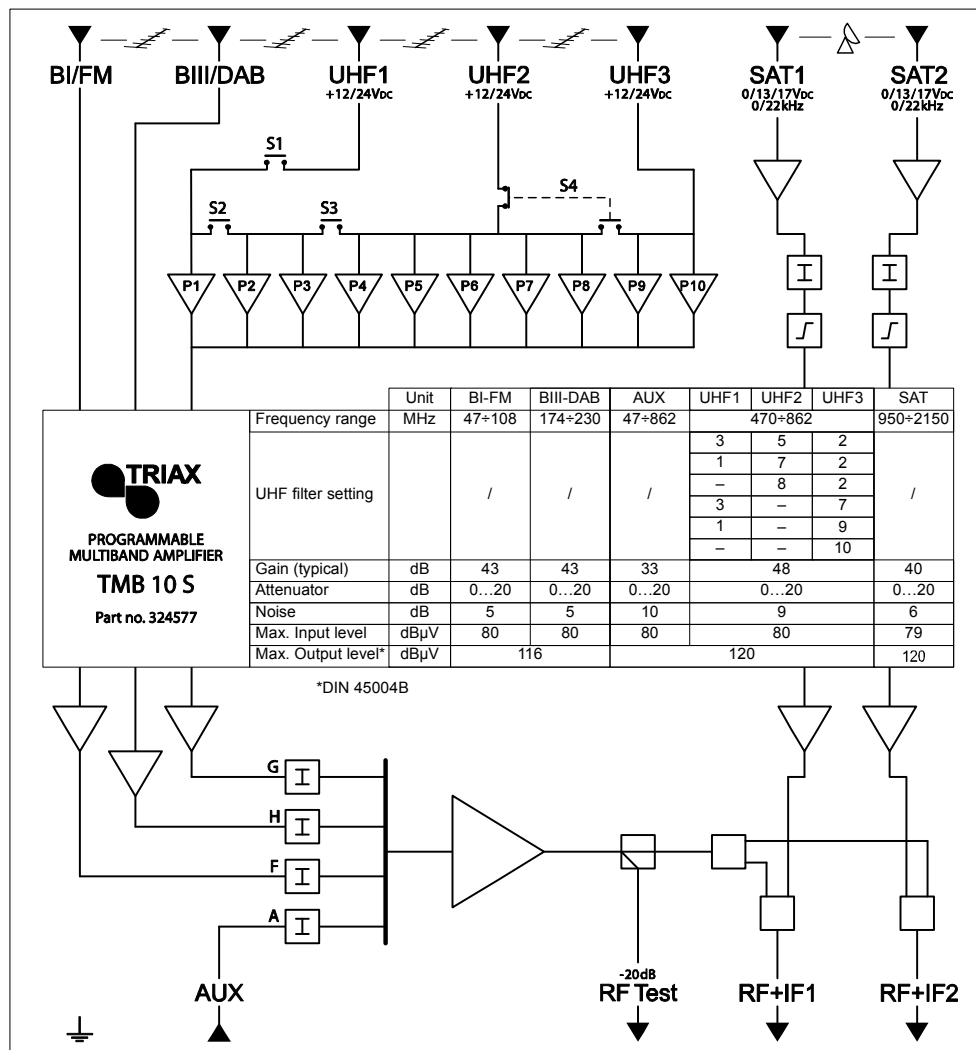 BI/FM BIII/DAB UHF1 UHF2 UHF3 SAT1 SAT2
+12/24VDC +12/24VDC +12/24VDC 0/13/17VDC 0/13/17VDC
0/22kHz 0/22kHz
S1
S4
S2 S3
P1 P2 P3 P4 P5 P6 P7 P8 P9 P10
TRIAX
PROGRAMMABLE
MULTIBAND AMPLIFIER
TMB 10 S
Part no. 324577
Unit BI-FM BIII-DAB AUX UHF1 UHF2 UHF3 SAT
Frequency range MHz 47÷108 174÷230 47÷862 470÷862 950÷2150
UHF filter setting / / / /
3 5 2
1 7 2
– 8 2
3 – 7
1 – 9
– – 10
Gain (typical) dB 43 43 33 48 40
Attenuator dB 0...20 0...20 0...20 0...20 0...20
Noise dB 5 5 10 9 6
Max. Input level dBµV 80 80 80 80 79
Max. Output level* dBµV 116 120 120
*DIN 45004B
G
H
F
A
-20dB
AUX RF Test RF+IF1 RF+IF2